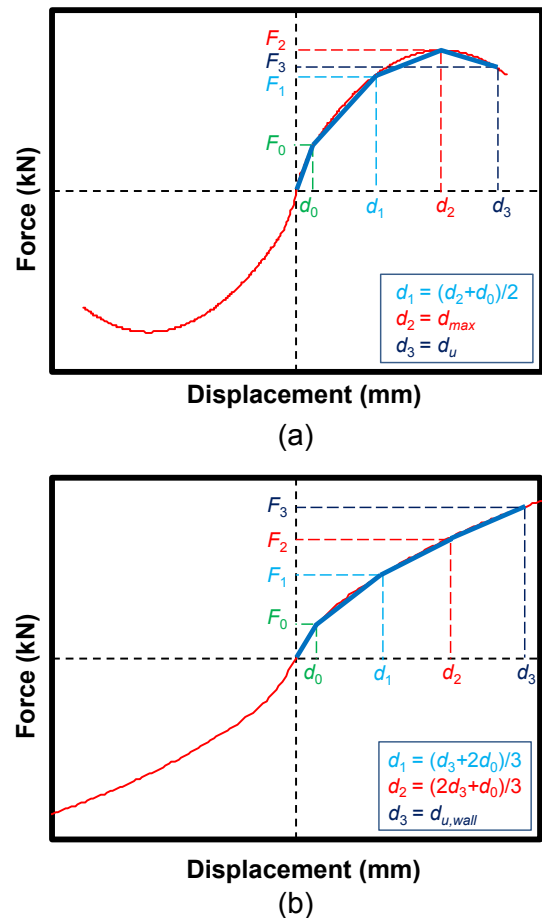 F2
F3
F1
F0
d0 d1 d2 d3
Force (kN)
d1 = (d2+d0)/2
d2 = dmax
d3 = du
Displacement (mm)
(a)
F3
F2
F1
F0
d0 d1 d2 d3
Force (kN)
d1 = (d3+2d0)/3
d2 = (2d3+d0)/3
d3 = du,wall
Displacement (mm)
(b)